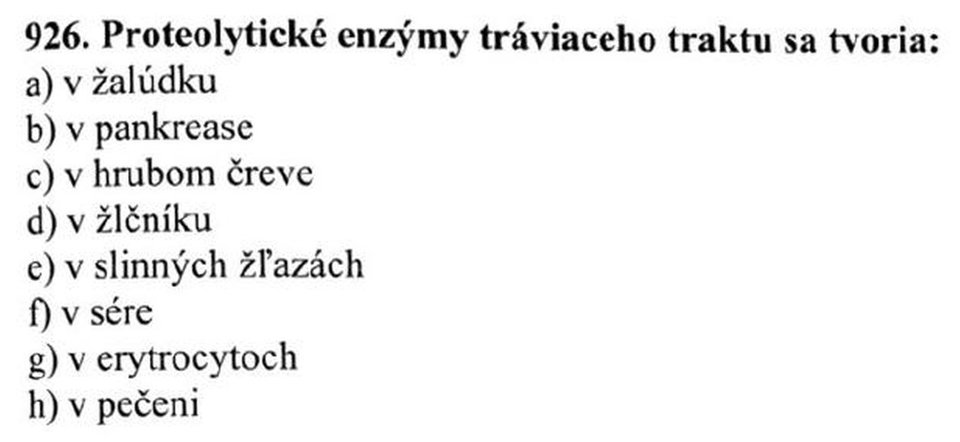 926. Proteolytické enzýmy tráviaceho traktu sa tvoria:
a) v žalúdku
b) v pankrease
c) v hrubom čreve
d) v žlčníku
e) v slinných žľazách
f) v sére
g) v erytrocytoch
h) v pečeni